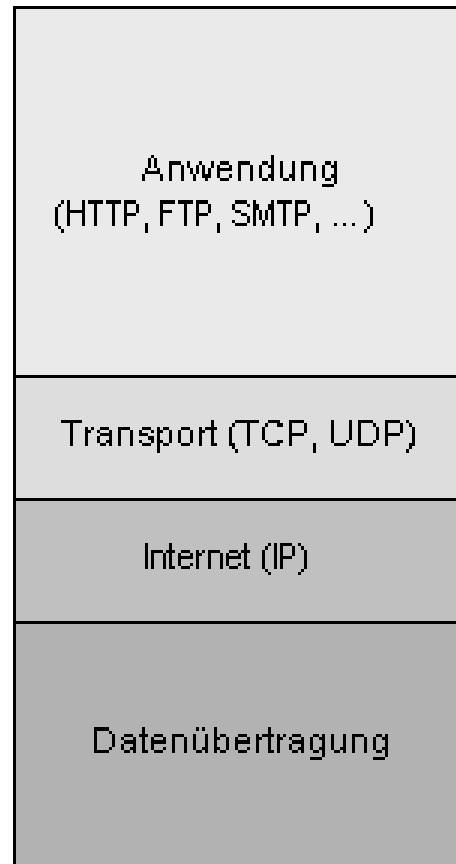 Anwendung
(HTTP, FTP, SMTP, ...)
Transport (TCP, UDP)
Internet (IP)
Datenübertragung